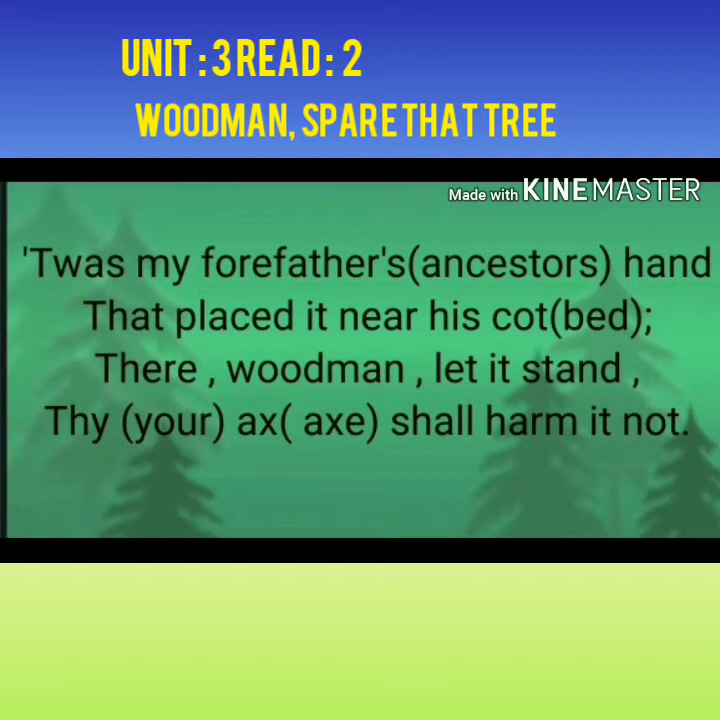 UNIT : 3 READ : 2
WOODMAN, SPARE THAT TREE
Made with KINEMASTER
'Twas my forefather's(ancestors) hand
That placed it near his cot(bed);
There , woodman , let it stand ,
Thy (your) ax( axe) shall harm it not.